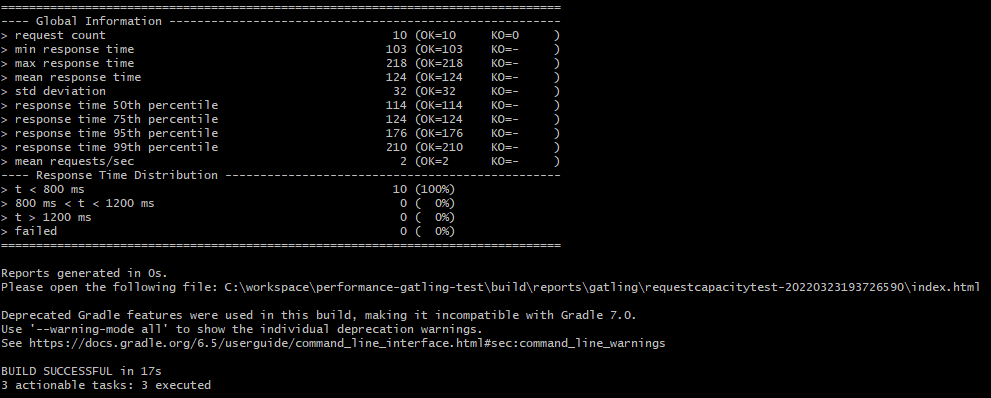 ================================================================================
---- Global Information --------------------------------------------------------
> request count                                         10 (OK=10     KO=0     )
> min response time                                    103 (OK=103    KO=-     )
> max response time                                    218 (OK=218    KO=-     )
> mean response time                                   124 (OK=124    KO=-     )
> std deviation                                         32 (OK=32     KO=-     )
> response time 50th percentile                        114 (OK=114    KO=-     )
> response time 75th percentile                        124 (OK=124    KO=-     )
> response time 95th percentile                        176 (OK=176    KO=-     )
> response time 99th percentile                        210 (OK=210    KO=-     )
> mean requests/sec                                      2 (OK=2      KO=-     )
---- Response Time Distribution ------------------------------------------------
> t < 800 ms                                            10 (100%)
> 800 ms < t < 1200 ms                                   0 (  0%)
> t > 1200 ms                                            0 (  0%)
> failed                                                 0 (  0%)
================================================================================

Reports generated in 0s.
Please open the following file: C:\workspace\performance-gatling-test\build\reports\gatling\requestcapacitytest-20220323193726590\index.html

Deprecated Gradle features were used in this build, making it incompatible with Gradle 7.0.
Use '--warning-mode all' to show the individual deprecation warnings.
See https://docs.gradle.org/6.5/userguide/command_line_interface.html#sec:command_line_warnings

BUILD SUCCESSFUL in 17s
3 actionable tasks: 3 executed